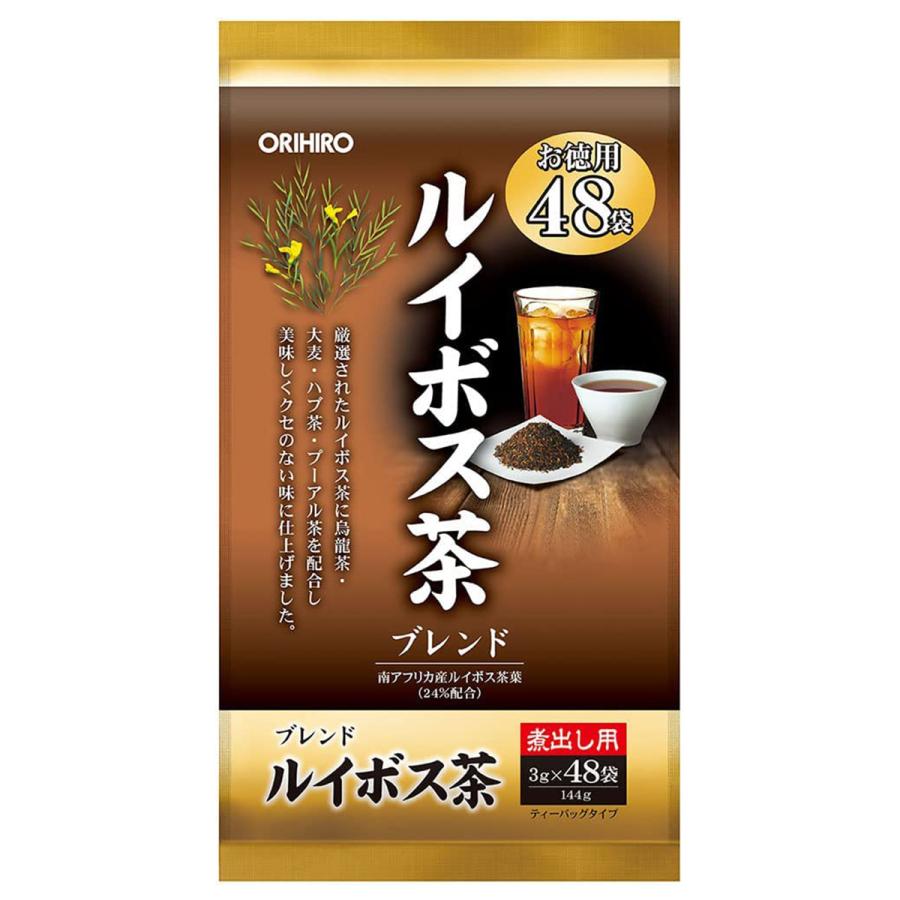 ORIHIRO
お徳用
48袋
ルイボス茶
厳選されたルイボス茶に烏龍茶・
大麦・ハブ茶・プーアル茶を配合し
美味しくクセのない味に仕上げました。
ブレンド
南アフリカ産ルイボス茶葉
(24%配合)
ブレンド
ルイボス茶
煮出し用
3g×48袋
144g
ティーバッグタイプ